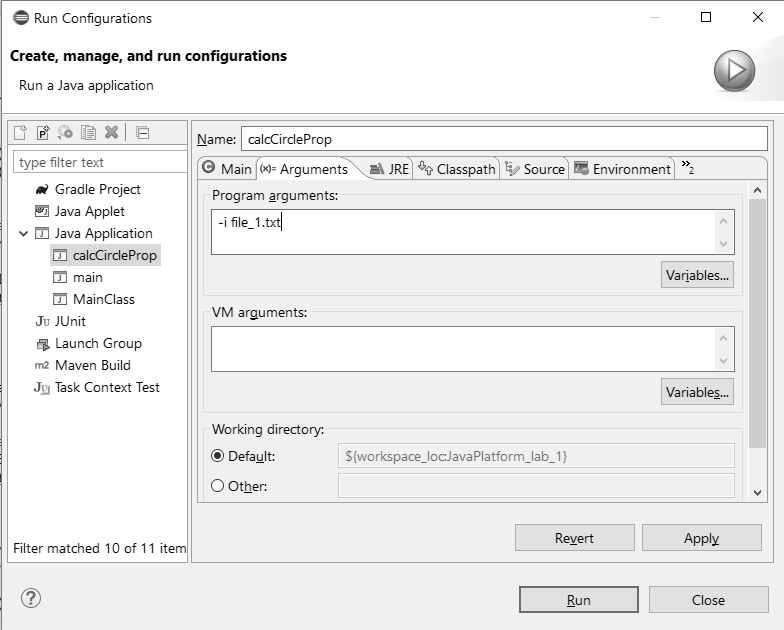 Run Configurations
Create, manage, and run configurations
Run a Java application
type filter text
Gradle Project
Java Applet
Java Application
calcCircleProp
main
MainClass
JUnit
Launch Group
m2 Maven Build
Task Context Test
Filter matched 10 of 11 item
Name: calcCircleProp
Main (x)= Arguments JRE Classpath Source Environment »2
Program arguments:
-i file_1.txt
Variables...
VM arguments:
Variables...
Working directory:
Default: ${workspace_loc:JavaPlatform_lab_1}
Other:
Revert Apply
? Run Close